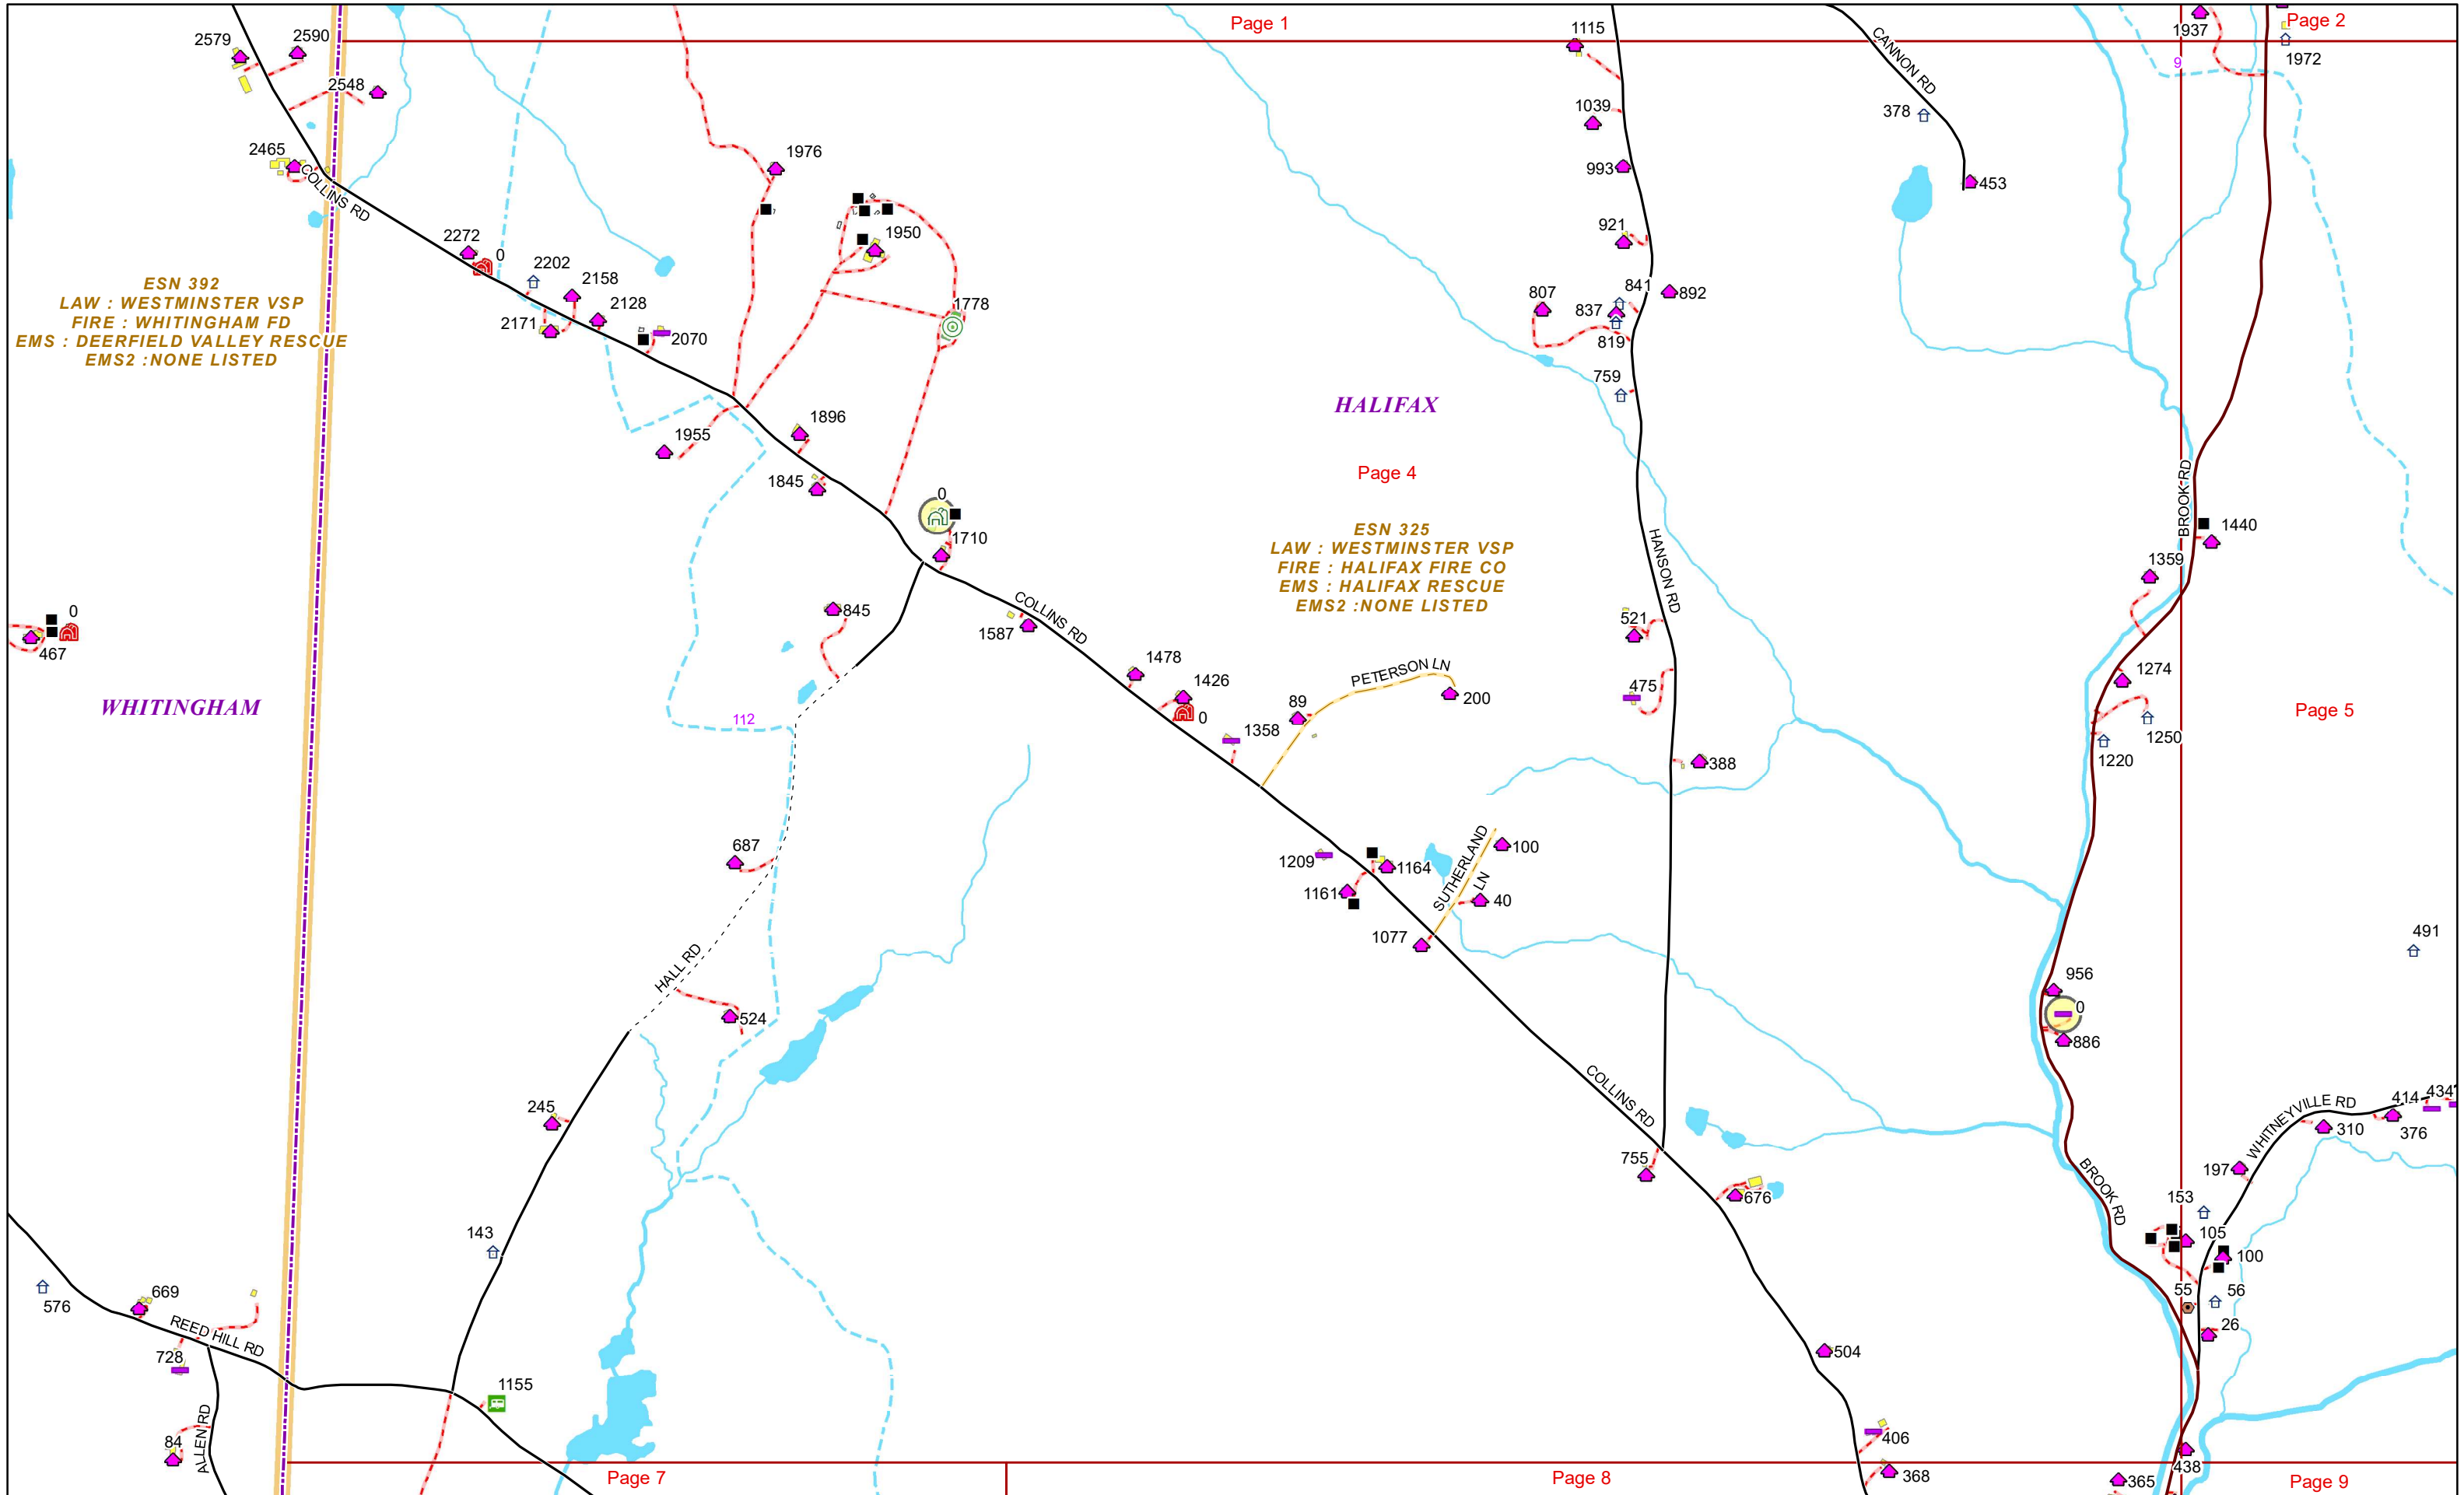 Page 1
Page 2
1937
1972
9
2579
2590
2548
2465
COLLINS RD
1115
1039
CANNON RD
378
453
993
921
1976
1950
1778
2272
0
2202
2158
2128
2171
2070
ESN 392
LAW : WESTMINSTER VSP
FIRE : WHITINGHAM FD
EMS : DEERFIELD VALLEY RESCUE
EMS2 :NONE LISTED
807
841
892
837
819
759
HALIFAX
Page 4
1955
1896
1845
0
1710
ESN 325
LAW : WESTMINSTER VSP
FIRE : HALIFAX FIRE CO
EMS : HALIFAX RESCUE
EMS2 :NONE LISTED
BROOK RD
1440
1359
HANSON RD
0
467
845
1587
COLLINS RD
521
1478
1426
0
PETERSON LN
200
89
475
1274
1250
1220
Page 5
WHITINGHAM
112
1358
388
687
1209
1164
1161
SUTHERLAND LN
100
40
1077
491
HALL RD
524
956
0
886
245
COLLINS RD
755
676
WHITNEYVILLE RD
414
434
310
376
197
BROOK RD
153
105
100
143
576
669
REED HILL RD
728
55
56
26
504
1155
84
ALLEN RD
406
368
438
365
Page 7
Page 8
Page 9